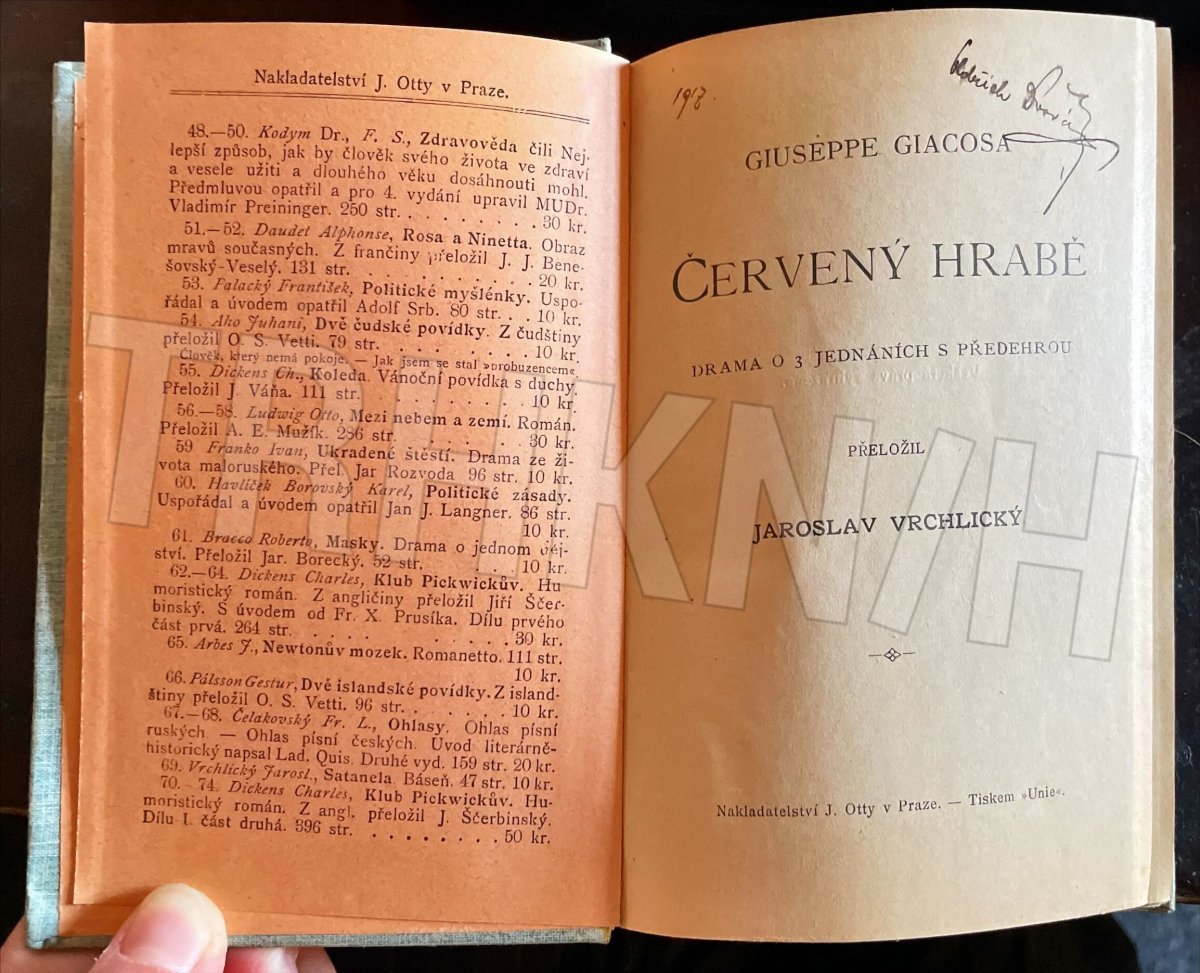 Nakladatelství J. Otty v Praze.
48.—50. Kodym Dr., F. S., Zdravověda čili Nej-
lepší způsob, jak by člověk svého života ve zdraví
a vesele užiti a dlouhého věku dosáhnouti mohl.
Předmluvou opatřil a pro 4. vydání upravil MUDr.
Vladimír Preininger. 250 str. . . . . . . . 30 kr.
51.—52. Daudet Alphonse, Rosa a Ninetta. Obraz
mravů současných. Z frančiny přeložil J. J. Bene-
šovský-Veselý. 131 str. . . . . . . . . 20 kr.
53. Palacký František, Politické myšlénky. Uspo-
řádal a úvodem opatřil Adolf Srb. 80 str. . . 10 kr.
54. Aho Juhani, Dvě čudské povídky. Z čudštiny
přeložil O. S. Vetti. 79 str. . . . . . . . 10 kr.
Člověk, který nemá pokoje. — Jak jsem se stal »probuzencem«.
55. Dickens Ch., Koleda. Vánoční povídka s duchy.
Přeložil J. Váňa. 111 str. . . . . . . . . 10 kr.
56.—58. Ludwig Otto, Mezi nebem a zemí. Román.
Přeložil A. E. Mužík. 286 str. . . . . . . 30 kr.
59 Franko Ivan, Ukradené štěstí. Drama ze ži-
vota maloruského. Přel. Jar Rozvoda 96 str. 10 kr.
60. Havlíček Borovský Karel, Politické zásady.
Uspořádal a úvodem opatřil Jan J. Langner. 86 str.
10 kr.
61. Bracco Roberto, Masky. Drama o jednom děj-
ství. Přeložil Jar. Borecký. 52 str. . . . . 10 kr.
62.—64. Dickens Charles, Klub Pickwickův. Hu
moristický román. Z angličiny přeložil Jiří Ščer-
binský. S úvodem od Fr. X. Prusíka. Dílu prvého
část prvá. 264 str. . . . . . . . . . 30 kr.
65. Arbes J., Newtonův mozek. Romanetto. 111 str.
10 kr.
66. Pálsson Gestur, Dvě islandské povídky. Z island-
štiny přeložil O. S. Vetti. 96 str. . . . . . 10 kr.
67.—68. Čelakovský Fr. L., Ohlasy. Ohlas písní
ruských — Ohlas písní českých. Úvod literárně-
historický napsal Lad. Quis. Druhé vyd. 159 str. 20 kr.
69. Vrchlický Jarosl., Satanela. Báseň. 47 str. 10 kr.
70.-74. Dickens Charles, Klub Pickwickův. Hu-
moristický román. Z angl. přeložil J. Ščerbinský.
Dílu I. část druhá. 396 str. . . . . . . . . 50 kr.
Oldřich Dvořák
1917.
GIUSEPPE GIACOSA
ČERVENÝ HRABĚ
DRAMA O 3 JEDNÁNÍCH S PŘEDEHROU
PŘELOŽIL
JAROSLAV VRCHLICKÝ
Nakladatelství J. Otty v Praze. — Tiskem »Unie«.
TRHKNIH